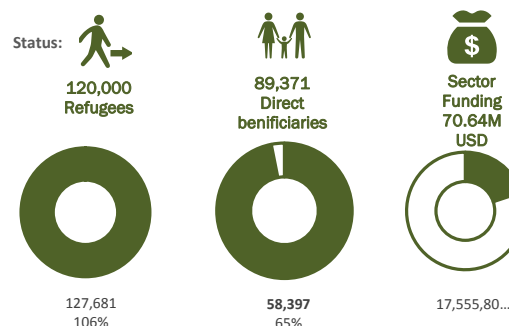 Status:
120,000
Refugees
89,371
Direct
benificiaries
$
Sector
Funding
70.64M
USD
127,681
106%
58,397
65%
17,555,80...